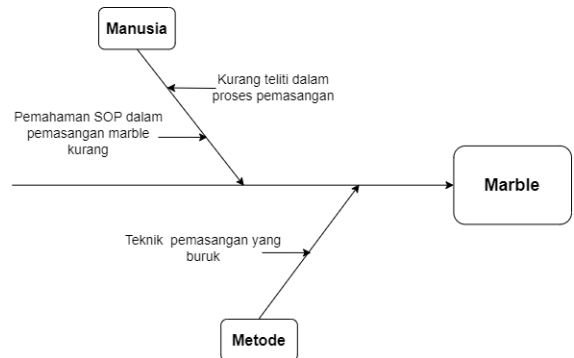 Manusia
Kurang teliti dalam
proses pemasangan
Pemahaman SOP dalam
pemasangan marble
kurang
Marble
Teknik pemasangan yang
buruk
Metode